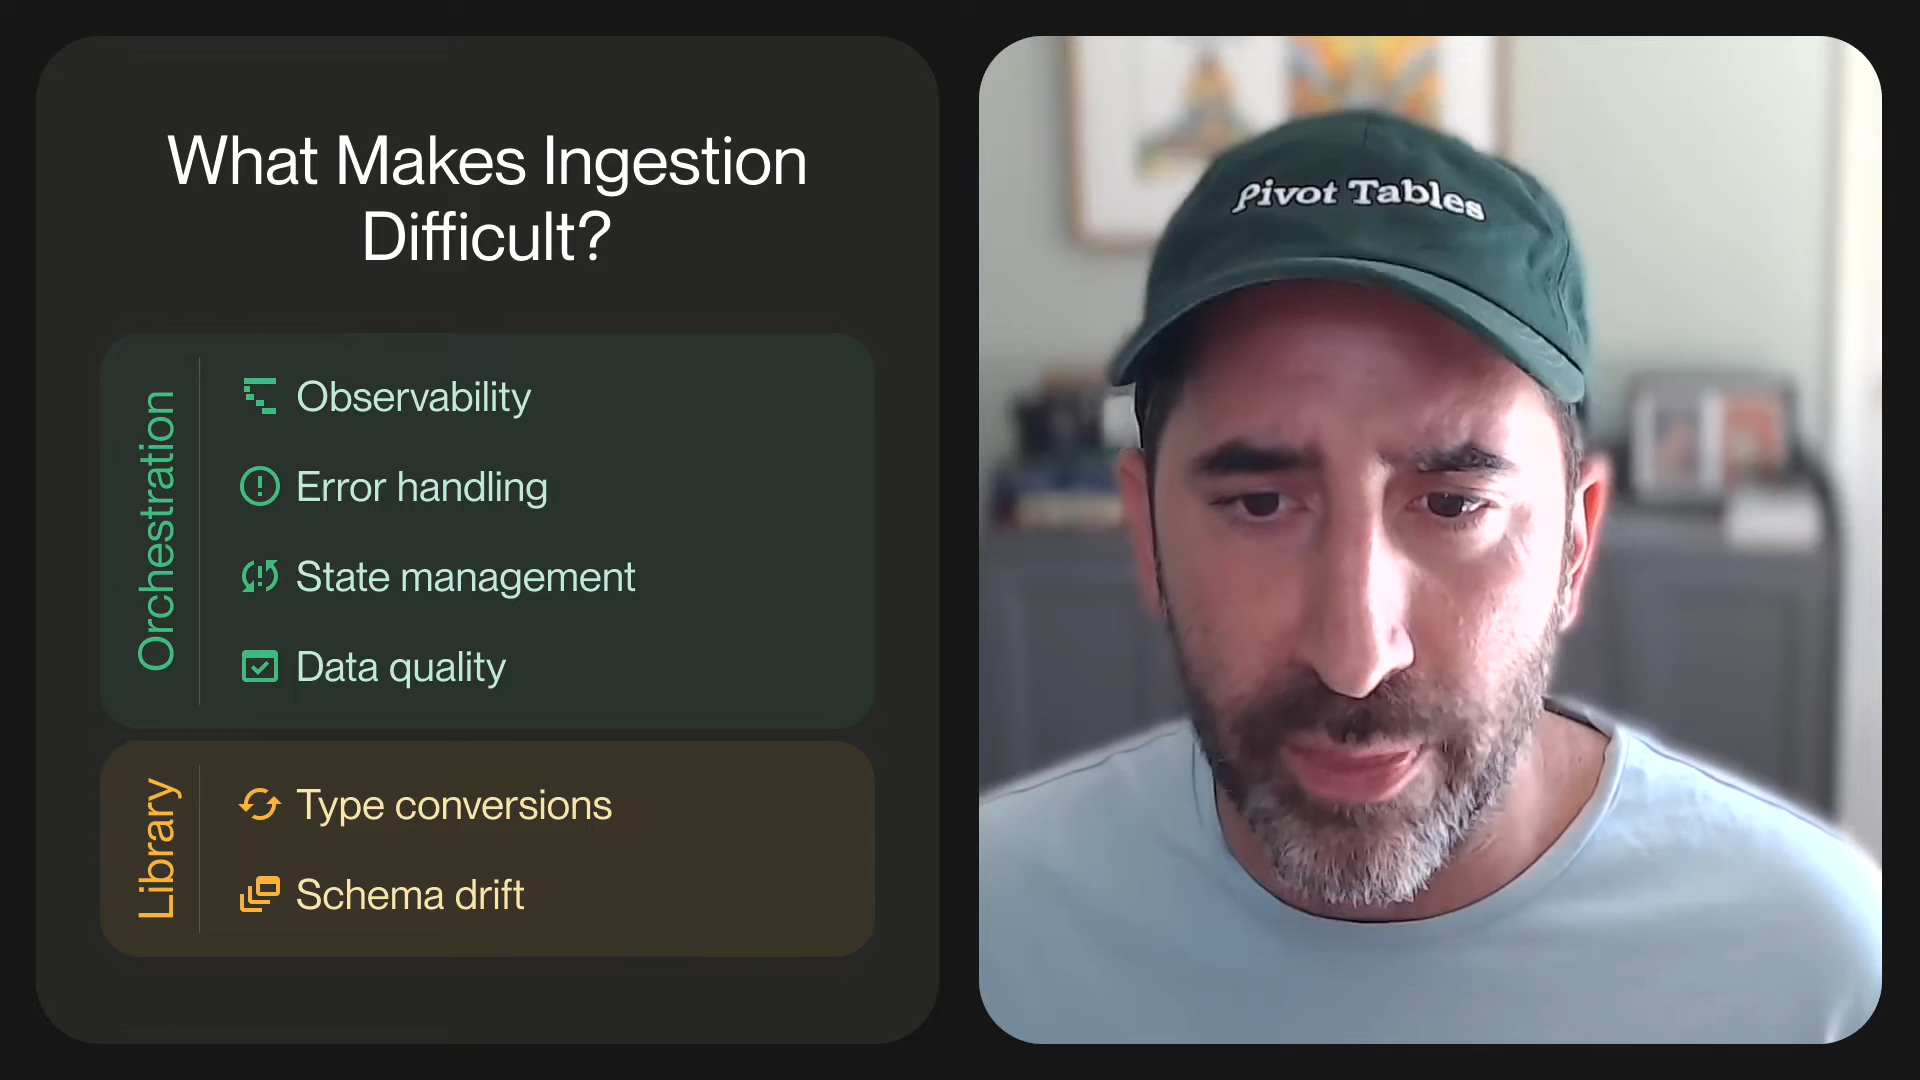 What Makes Ingestion
Difficult?
Orchestration
Observability
Error handling
State management
Data quality
Library
Type conversions
Schema drift
Pivot Tables